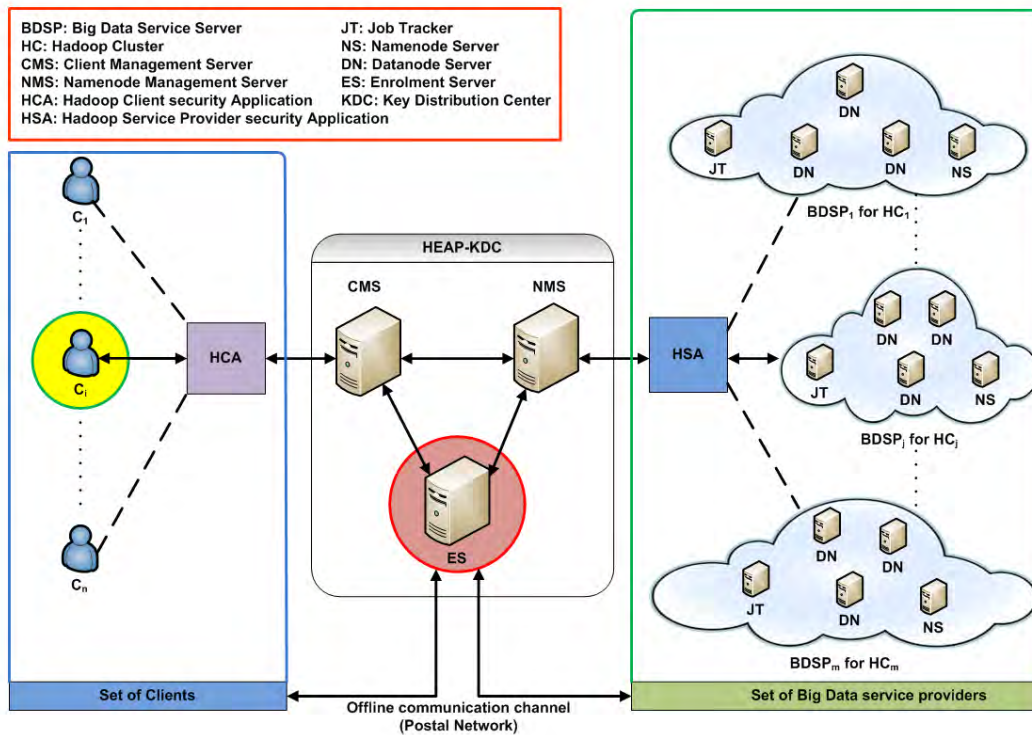 BDSP: Big Data Service Server
HC: Hadoop Cluster
CMS: Client Management Server
NMS: Namenode Management Server
HCA: Hadoop Client security Application
HSA: Hadoop Service Provider security Application
JT: Job Tracker
NS: Namenode Server
DN: Datanode Server
ES: Enrolment Server
KDC: Key Distribution Center
C1
Ci
Cn
HCA
Set of Clients
HEAP-KDC
CMS
NMS
ES
Offline communication channel
(Postal Network)
HSA
DN
JT
DN
DN
NS
BDSP1 for HC1
DN
DN
JT
DN
NS
BDSPj for HCj
DN
DN
JT
DN
NS
BDSPm for HCm
Set of Big Data service providers